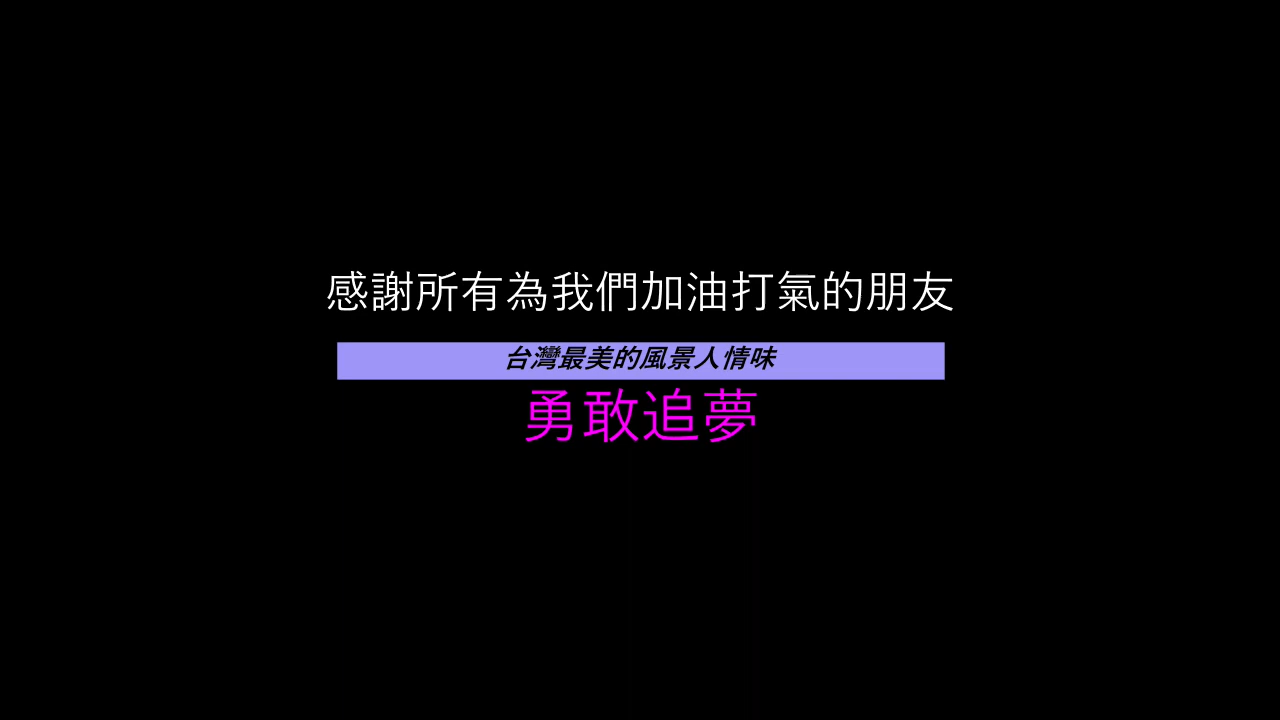 感謝所有為我們加油打氣的朋友
台灣最美的風景人情味
勇敢追夢